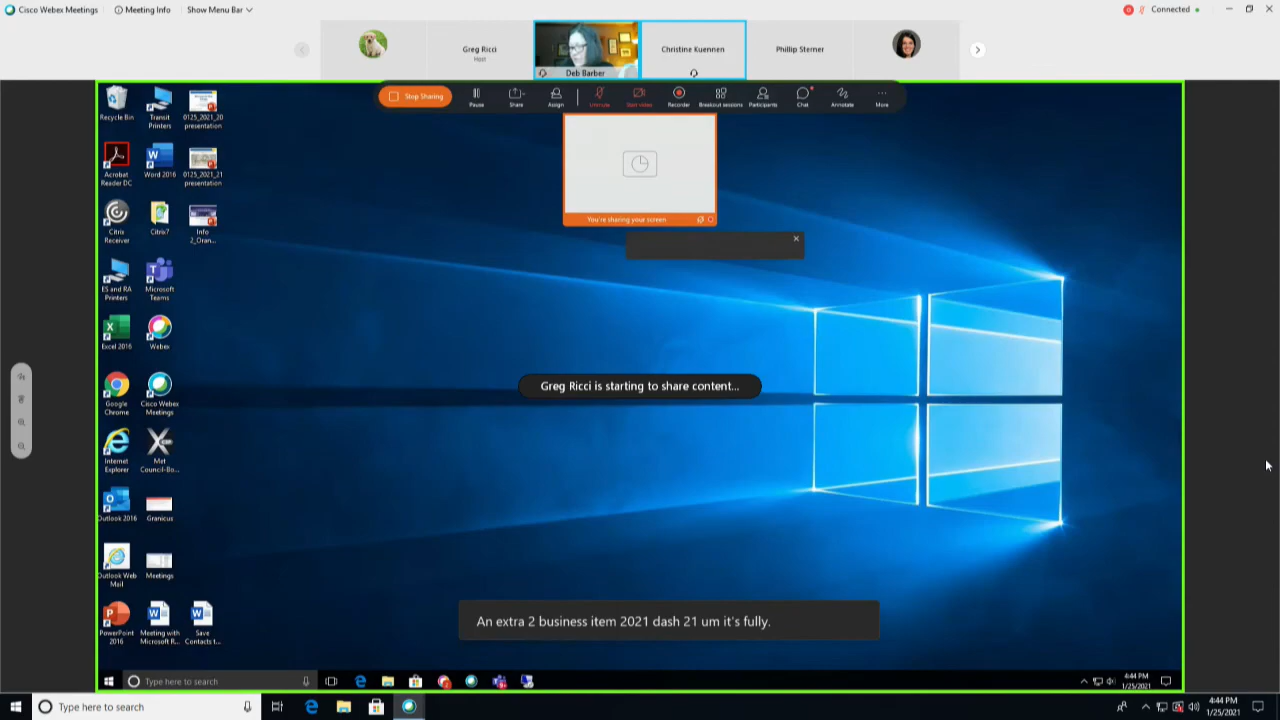 Cisco Webex Meetings
Meeting Info
Show Menu Bar
Connected
Greg Ricci
Host
Deb Barber
Christine Kuennen
Phillip Sterner
Stop Sharing
Pause
Share
Assign
Unmute
Start video
Recorder
Breakout sessions
Participants
Chat
Annotate
More
You're sharing your screen
Recycle Bin
Transit
Printers
0125_2021_20
presentation
Acrobat
Reader DC
Word 2016
0125_2021_21
presentation
Citrix
Receiver
Citrix7
Info
2_Oran...
ES and RA
Printers
Microsoft
Teams
Excel 2016
Webex
Google
Chrome
Cisco Webex
Meetings
Internet
Explorer
Met
Council-Bo...
Outlook 2016
Granicus
Outlook Web
Mail
Meetings
PowerPoint
2016
Meeting with
Microsoft R...
Save
Contacts t...
Greg Ricci is starting to share content...
An extra 2 business item 2021 dash 21 um it's fully.
Type here to search
4:44 PM
1/25/2021
Type here to search
4:44 PM
1/25/2021